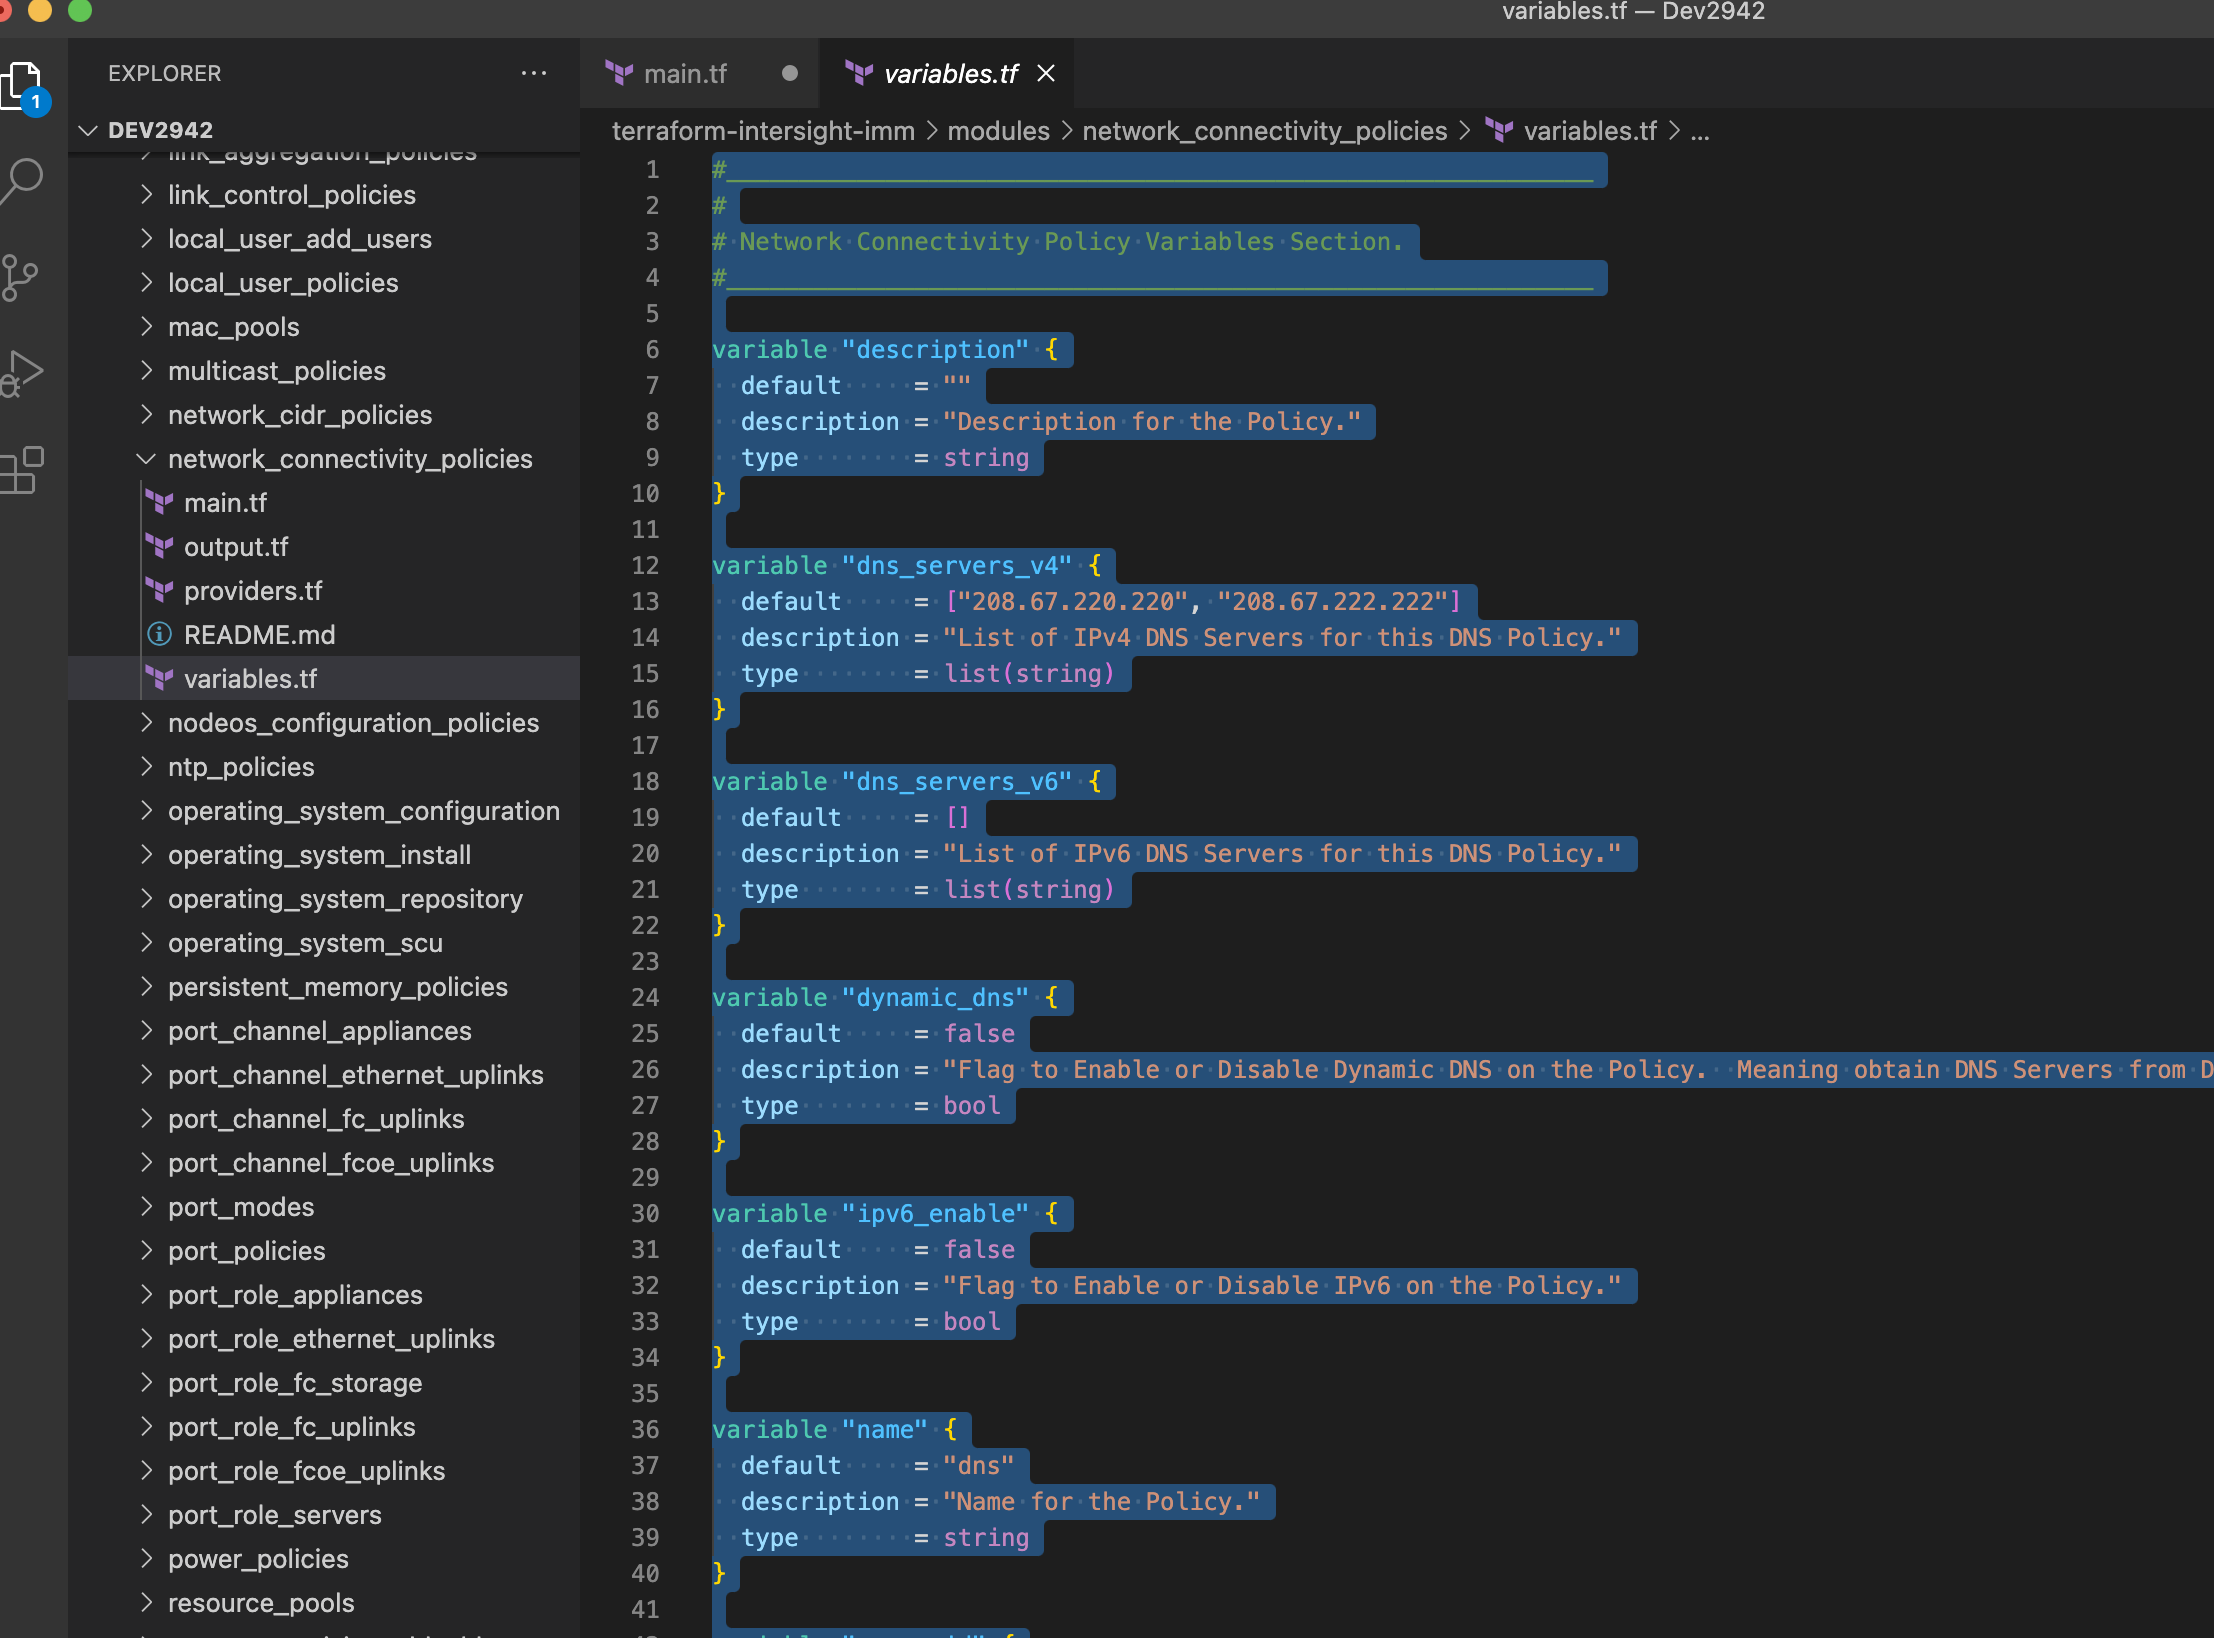 variables.tf — Dev2942
EXPLORER
DEV2942
link_aggregation_policies
link_control_policies
local_user_add_users
local_user_policies
mac_pools
multicast_policies
network_cidr_policies
network_connectivity_policies
main.tf
output.tf
providers.tf
README.md
variables.tf
nodeos_configuration_policies
ntp_policies
operating_system_configuration
operating_system_install
operating_system_repository
operating_system_scu
persistent_memory_policies
port_channel_appliances
port_channel_ethernet_uplinks
port_channel_fc_uplinks
port_channel_fcoe_uplinks
port_modes
port_policies
port_role_appliances
port_role_ethernet_uplinks
port_role_fc_storage
port_role_fc_uplinks
port_role_fcoe_uplinks
port_role_servers
power_policies
resource_pools
1
main.tf
variables.tf
terraform-intersight-imm > modules > network_connectivity_policies > variables.tf > ...
1 #____________________________________________________________
2 #
3 # Network Connectivity Policy Variables Section.
4 #____________________________________________________________
5
6 variable "description" {
7   default     = ""
8   description = "Description for the Policy."
9   type        = string
10 }
11
12 variable "dns_servers_v4" {
13   default     = ["208.67.220.220", "208.67.222.222"]
14   description = "List of IPv4 DNS Servers for this DNS Policy."
15   type        = list(string)
16 }
17
18 variable "dns_servers_v6" {
19   default     = []
20   description = "List of IPv6 DNS Servers for this DNS Policy."
21   type        = list(string)
22 }
23
24 variable "dynamic_dns" {
25   default     = false
26   description = "Flag to Enable or Disable Dynamic DNS on the Policy.  Meaning obtain DNS Servers from D
27   type        = bool
28 }
29
30 variable "ipv6_enable" {
31   default     = false
32   description = "Flag to Enable or Disable IPv6 on the Policy."
33   type        = bool
34 }
35
36 variable "name" {
37   default     = "dns"
38   description = "Name for the Policy."
39   type        = string
40 }
41